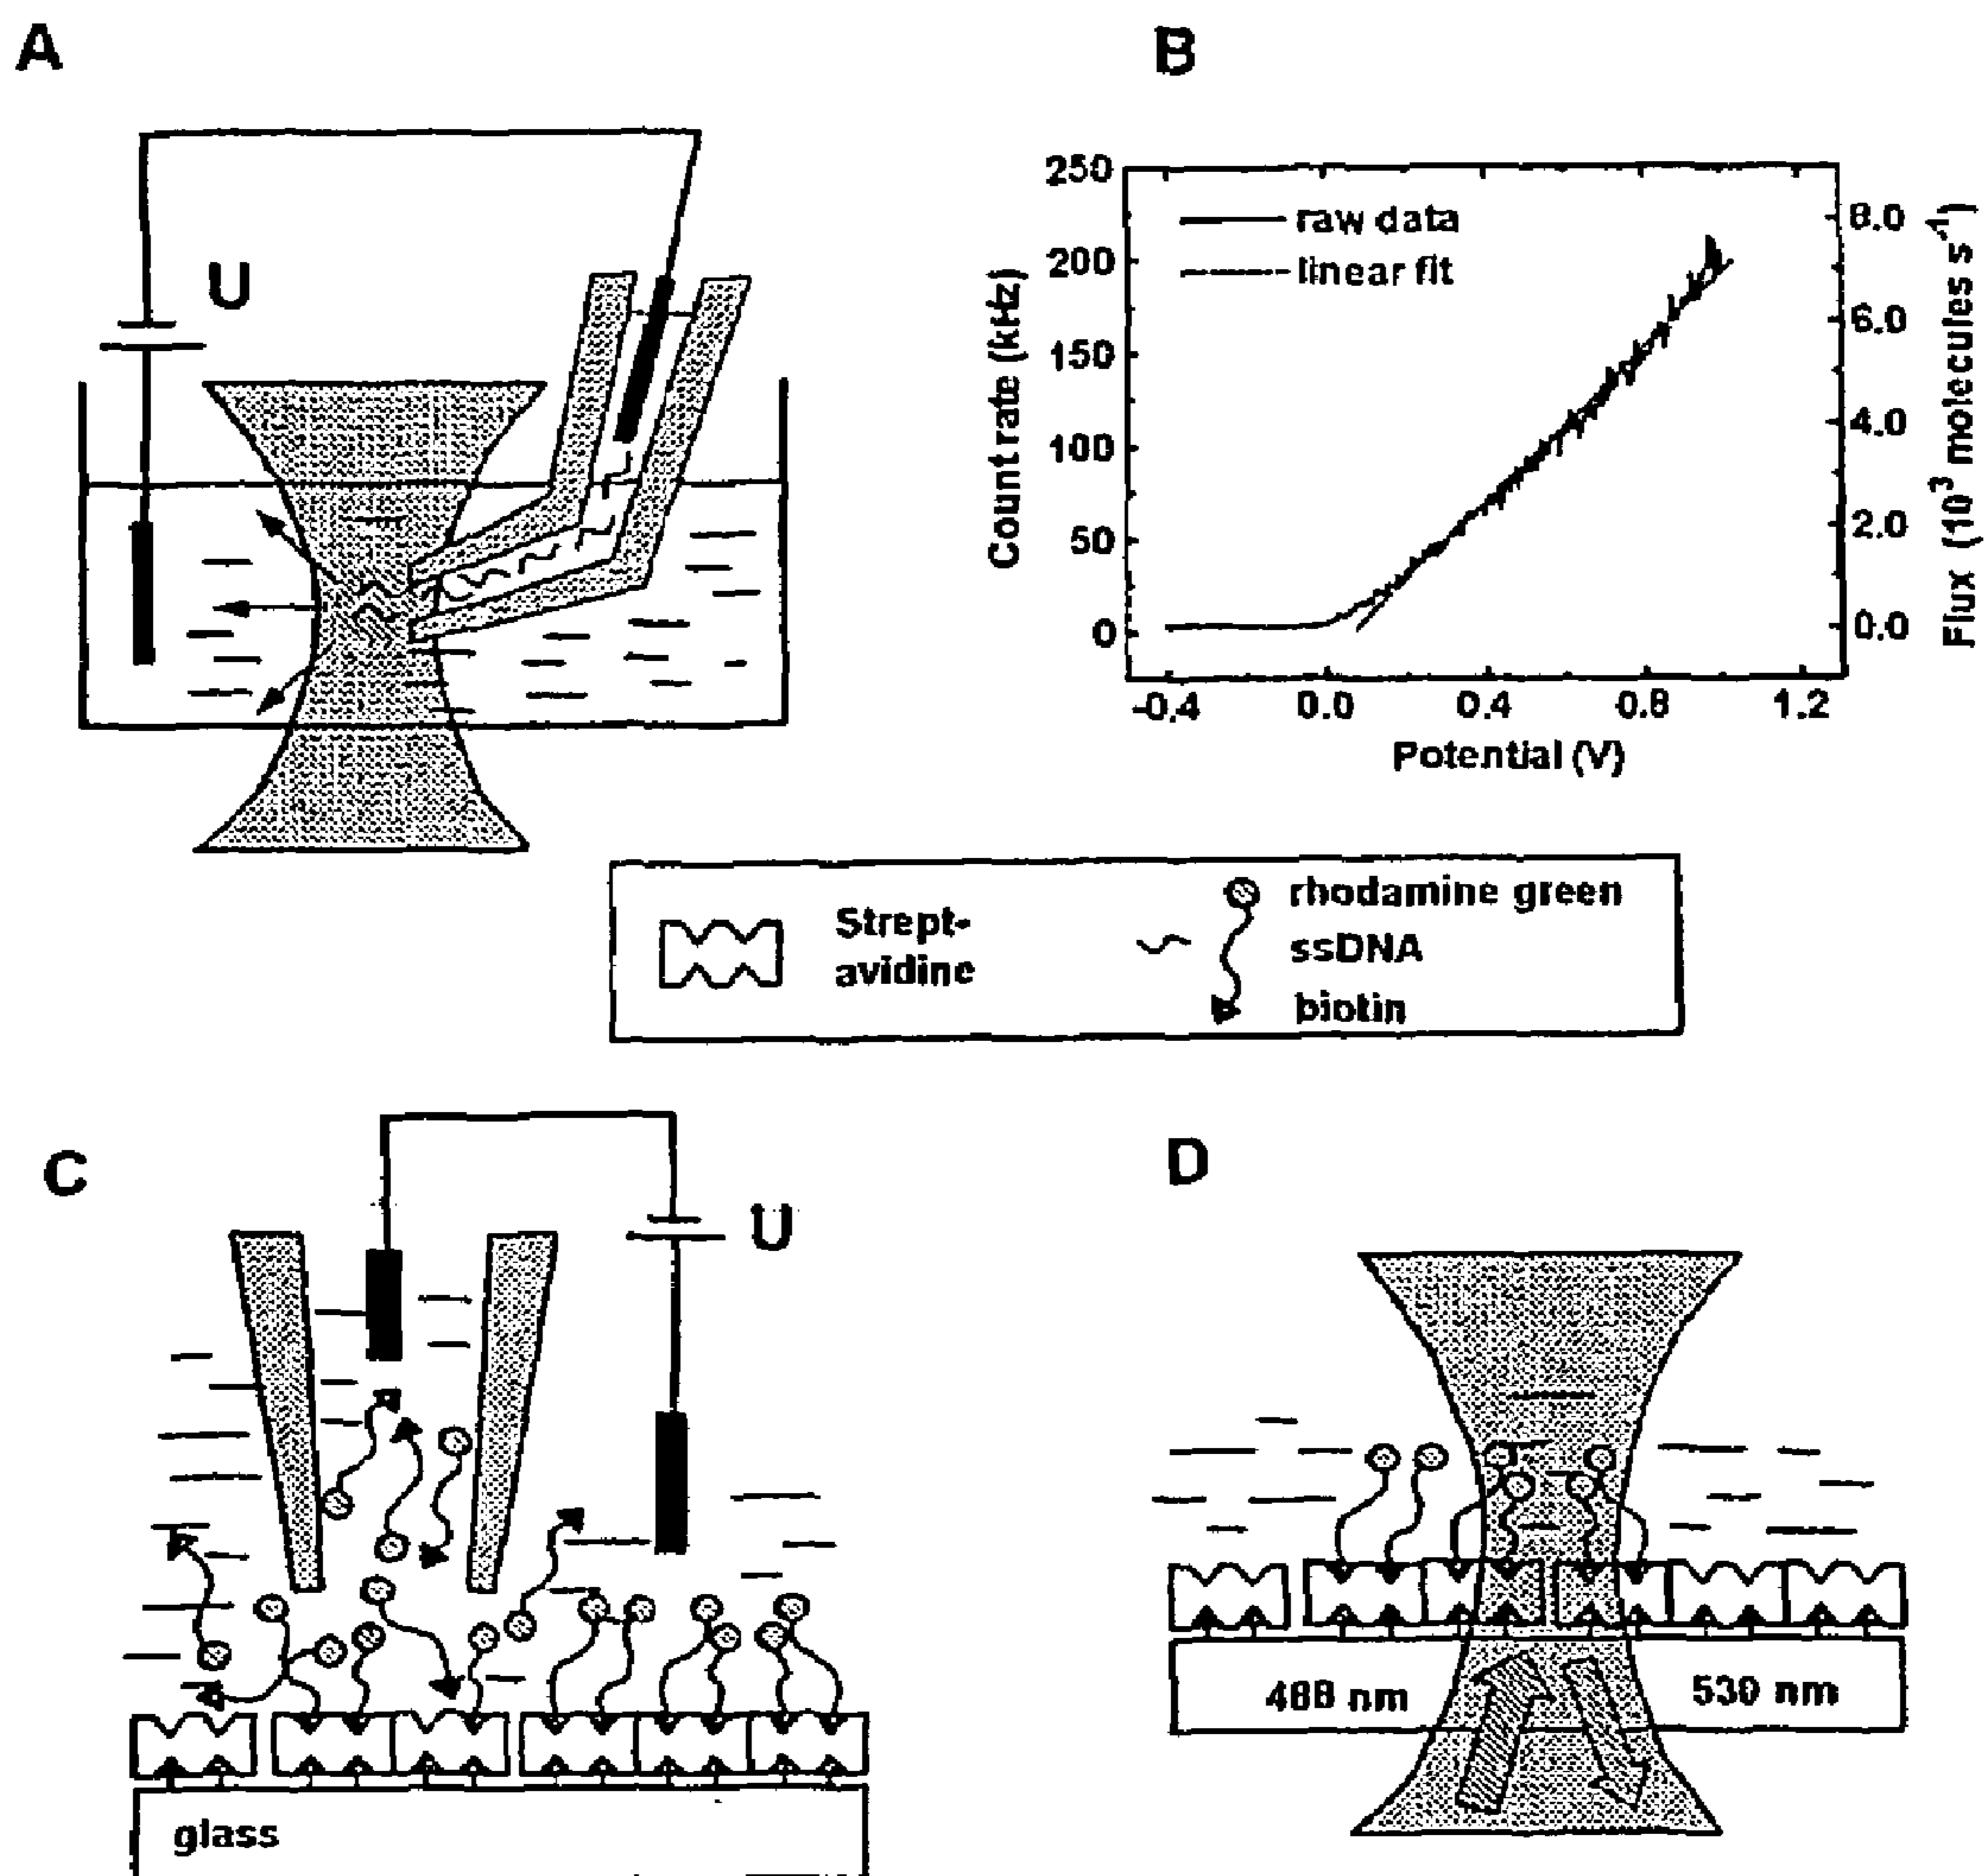 A
U
B
250
200
150
100
50
0
Count rate (kHz)
raw data
linear fit
8.0
6.0
4.0
2.0
0.0
Flux (10³ molecules s⁻¹)
-0.4 0.0 0.4 0.8 1.2
Potential (V)
Strept-
avidine
rhodamine green
ssDNA
biotin
C
U
glass
D
488 nm
530 nm